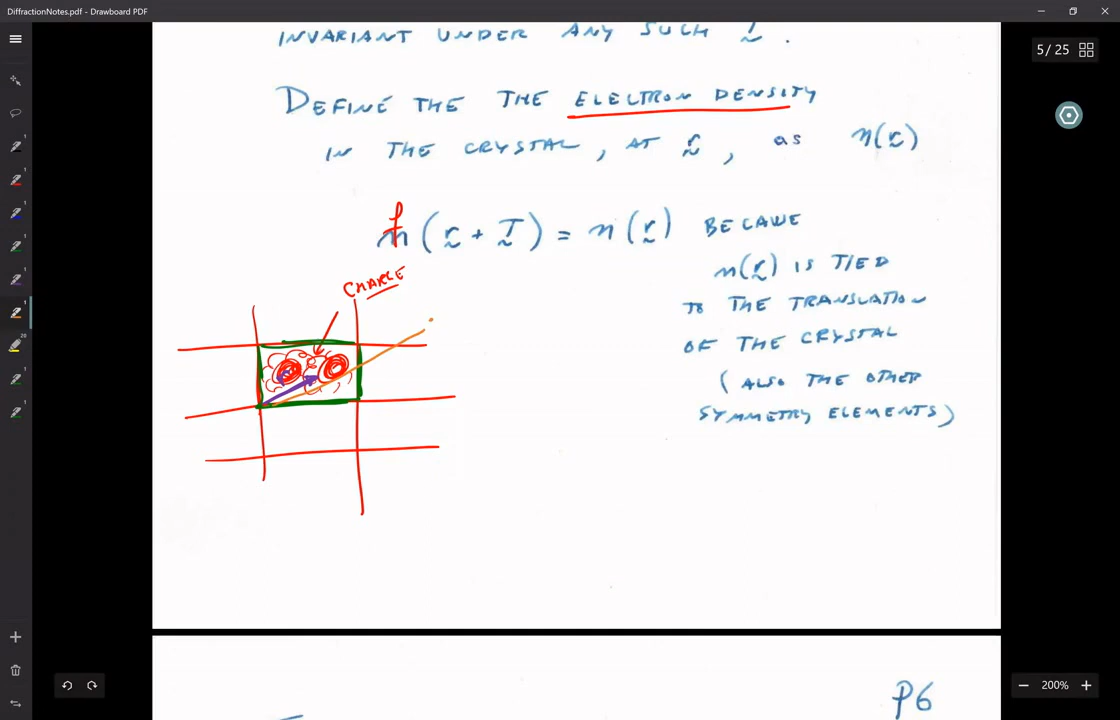 DiffractionNotes.pdf - Drawboard PDF
5 / 25
INVARIANT UNDER ANY SUCH T.
DEFINE THE THE ELECTRON DENSITY
IN THE CRYSTAL, AT r, as n(r)
n(r + T) = n(r) BECAUSE
n(r) IS TIED
TO THE TRANSLATION
OF THE CRYSTAL
(ALSO THE OTHER
SYMMETRY ELEMENTS)
CHARGE
20
200%
P6